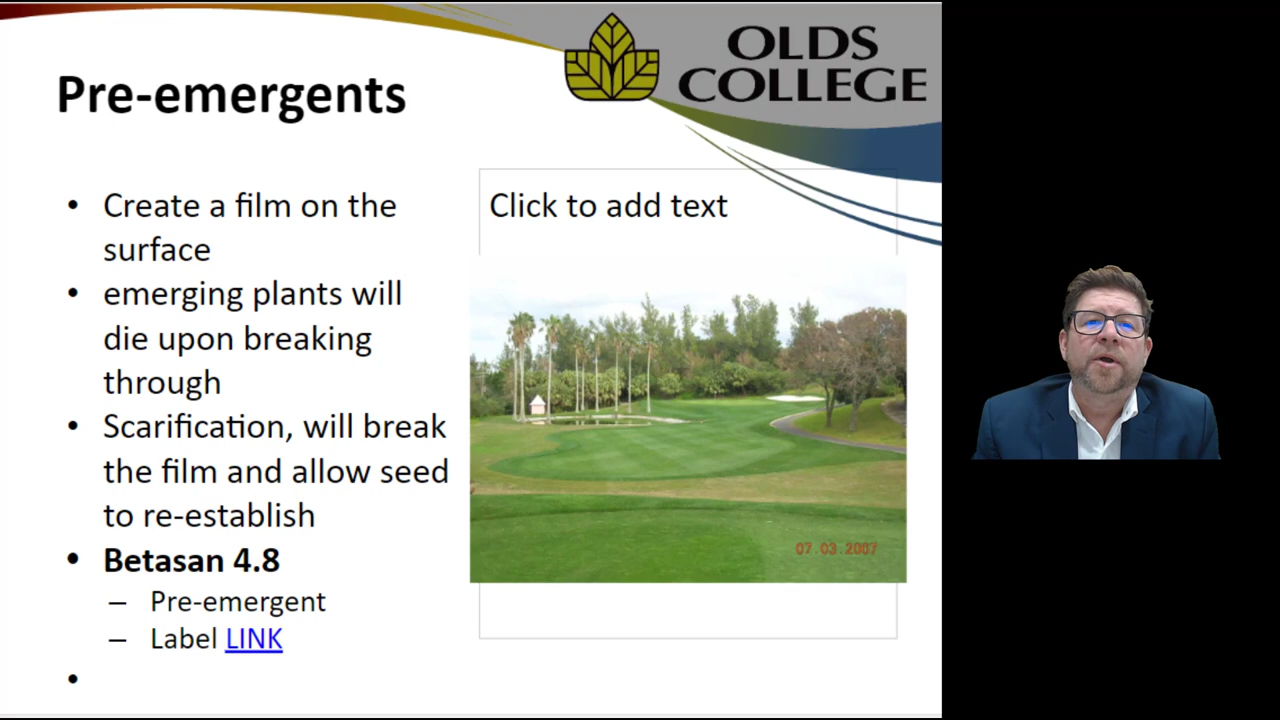 OLDS
COLLEGE
Pre-emergents
• Create a film on the
surface
• emerging plants will
die upon breaking
through
• Scarification, will break
the film and allow seed
to re-establish
• Betasan 4.8
– Pre-emergent
– Label LINK
•
Click to add text
07.03.2007